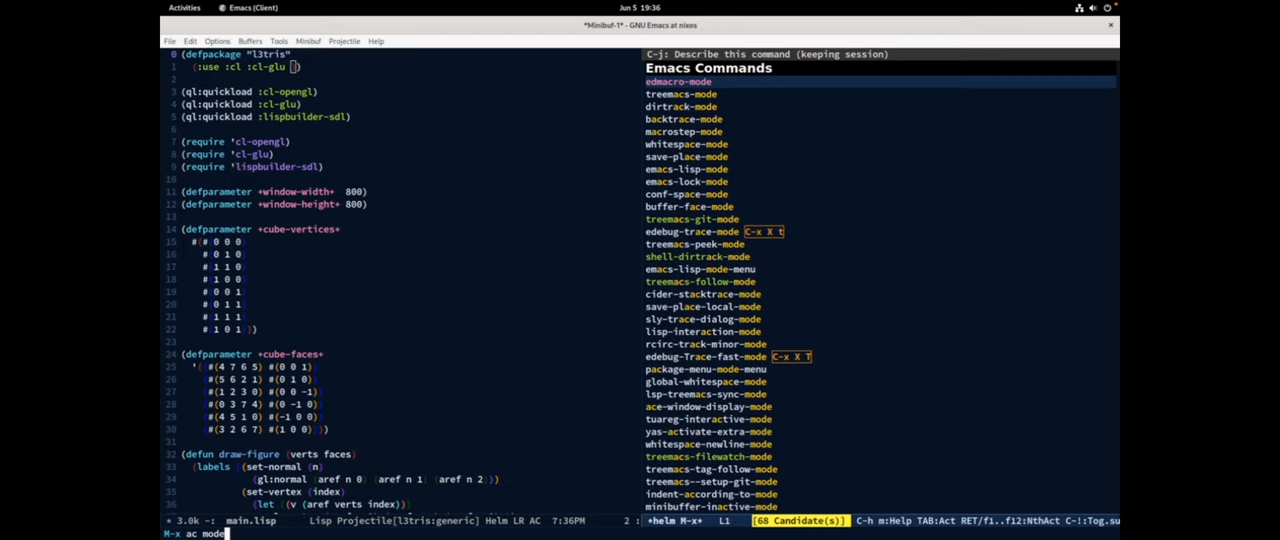 Activities
Emacs (Client)
Jun 5 19:36
*Minibuf-1* - GNU Emacs at nixos
File Edit Options Buffers Tools Minibuf Projectile Help
0 (defpackage "l3tris"
1 (:use :cl :cl-glu )
2
3 (ql:quickload :cl-opengl)
4 (ql:quickload :cl-glu)
5 (ql:quickload :lispbuilder-sdl)
6
7 (require 'cl-opengl)
8 (require 'cl-glu)
9 (require 'lispbuilder-sdl)
10
11 (defparameter +window-width+ 800)
12 (defparameter +window-height+ 800)
13
14 (defparameter +cube-vertices+
15 #(#(0 0 0)
16 #(0 1 0)
17 #(1 1 0)
18 #(1 0 0)
19 #(0 0 1)
20 #(0 1 1)
21 #(1 1 1)
22 #(1 0 1)))
23
24 (defparameter +cube-faces+
25 '((#(4 7 6 5) #(0 0 1))
26 (#(5 6 2 1) #(0 1 0))
27 (#(1 2 3 0) #(0 0 -1))
28 (#(0 3 7 4) #(0 -1 0))
29 (#(4 5 1 0) #(-1 0 0))
30 (#(3 2 6 7) #(1 0 0))))
31
32 (defun draw-figure (verts faces)
33 (labels ((set-normal (n)
34 (gl:normal (aref n 0) (aref n 1) (aref n 2)))
35 (set-vertex (index)
36 (let ((v (aref verts index)))
* 3.0k -: main.lisp Lisp Projectile[l3tris:generic] Helm LR AC 7:36PM 2 :
C-j: Describe this command (keeping session)
Emacs Commands
edmacro-mode
treemacs-mode
dirtrack-mode
backtrace-mode
macrostep-mode
whitespace-mode
save-place-mode
emacs-lisp-mode
emacs-lock-mode
conf-space-mode
buffer-face-mode
treemacs-git-mode
edebug-trace-mode C-x X t
treemacs-peek-mode
shell-dirtrack-mode
emacs-lisp-mode-menu
treemacs-follow-mode
cider-stacktrace-mode
save-place-local-mode
sly-trace-dialog-mode
lisp-interaction-mode
rcirc-track-minor-mode
edebug-Trace-fast-mode C-x X T
package-menu-mode-menu
global-whitespace-mode
lsp-treemacs-sync-mode
ace-window-display-mode
tuareg-interactive-mode
yas-activate-extra-mode
whitespace-newline-mode
treemacs-filewatch-mode
treemacs-tag-follow-mode
treemacs--setup-git-mode
indent-according-to-mode
minibuffer-inactive-mode
*helm M-x* L1 [68 Candidate(s)] C-c m:Help TAB:Act RET/f1..f12:NthAct C-!:Tog.su
M-x ac mode